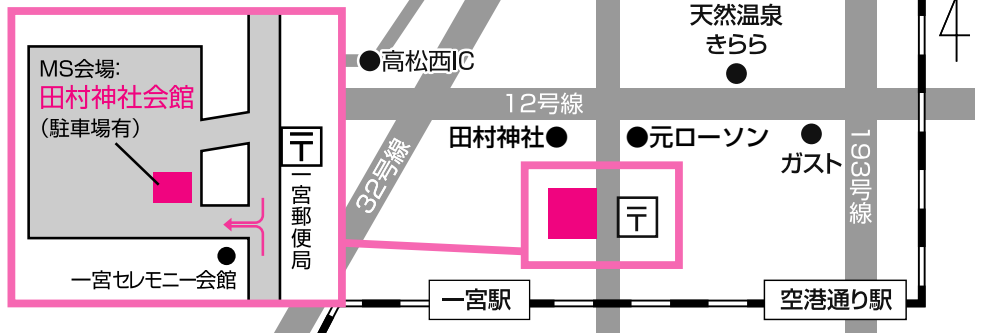 MS会場:
田村神社会館
（駐車場有）
〒
一宮郵便局
一宮セレモニー会館
高松西IC
32号線
12号線
天然温泉
きらら
田村神社
元ローソン
ガスト
193号線
〒
一宮駅
空港通り駅
4